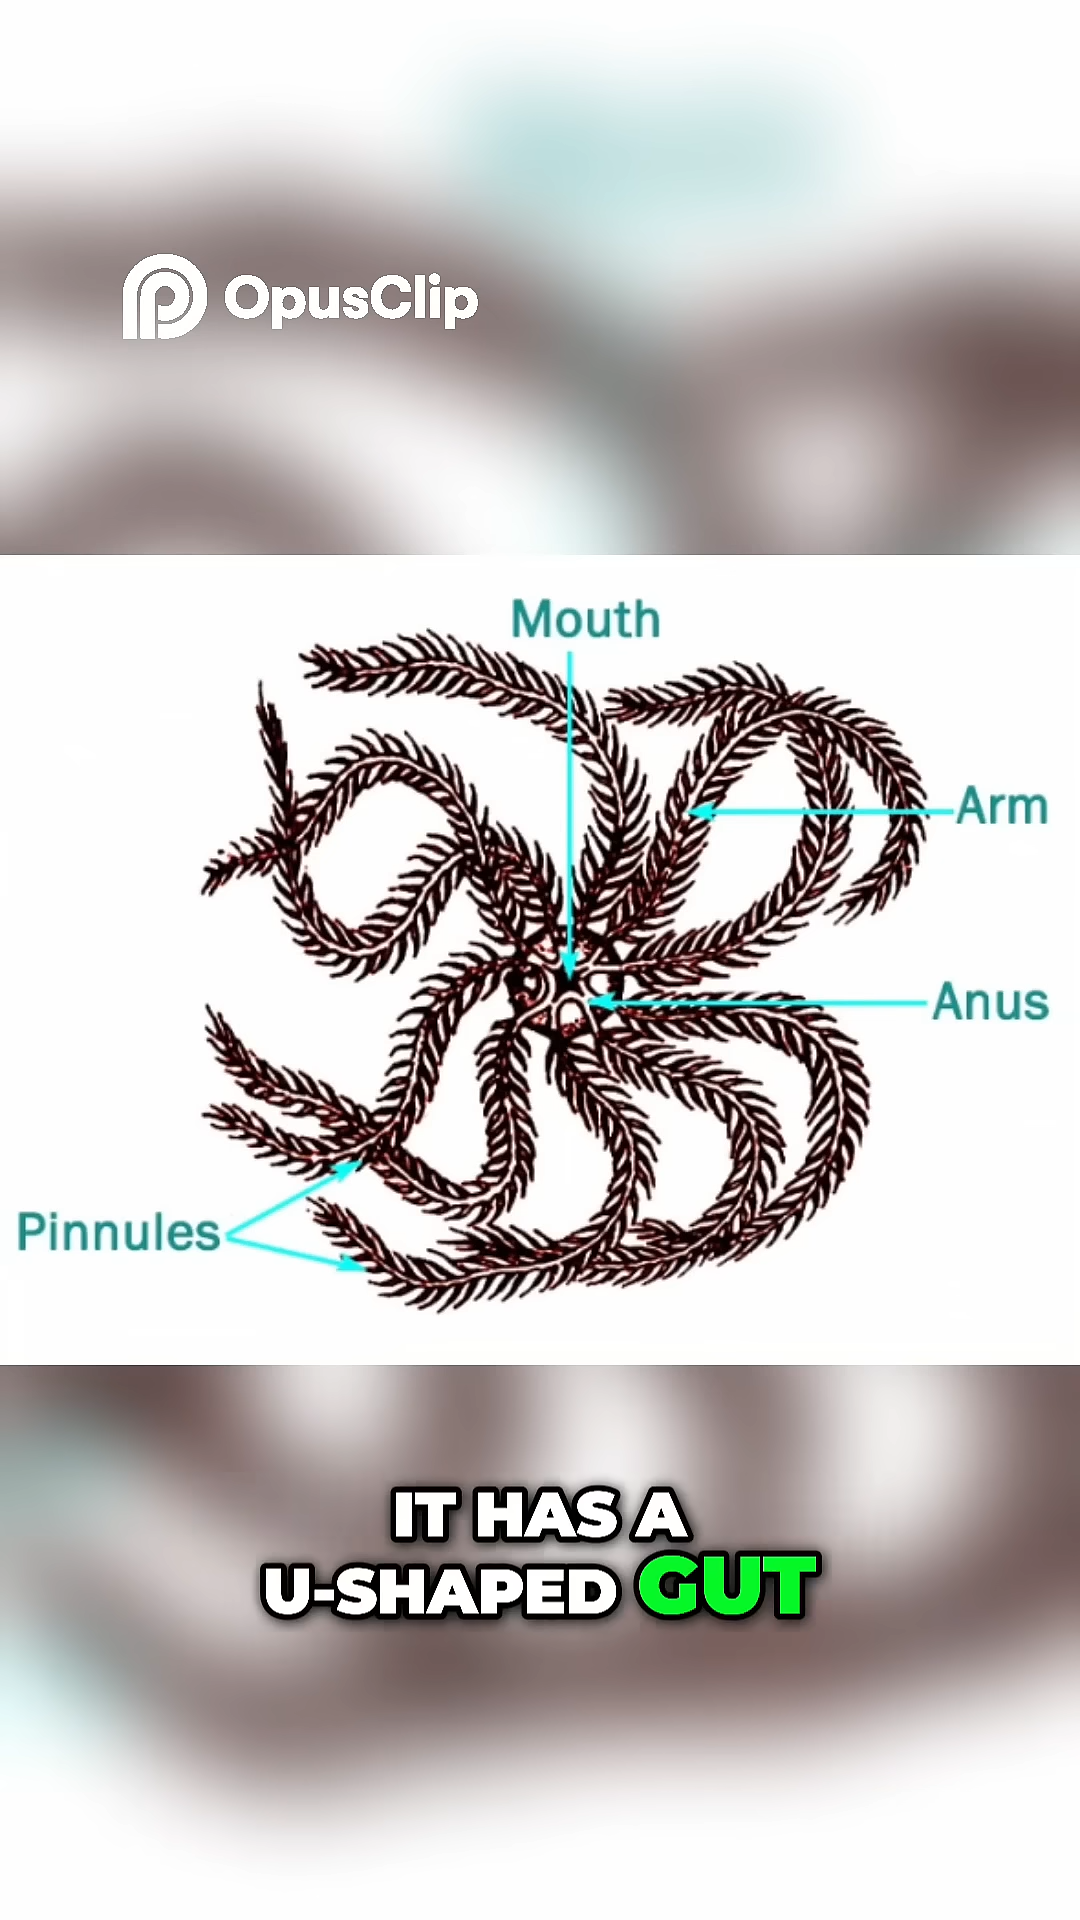 OpusClip
Mouth
Arm
Anus
Pinnules
IT HAS A
U-SHAPED GUT